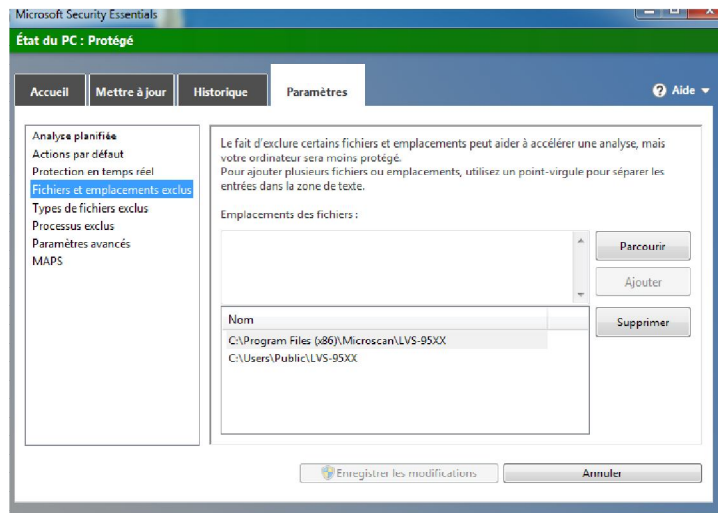 Microsoft Security Essentials
État du PC : Protégé
Accueil
Mettre à jour
Historique
Paramètres
Aide
Analyse planifiée
Actions par défaut
Protection en temps réel
Fichiers et emplacements exclus
Types de fichiers exclus
Processus exclus
Paramètres avancés
MAPS
Le fait d'exclure certains fichiers et emplacements peut aider à accélérer une analyse, mais
votre ordinateur sera moins protégé.
Pour ajouter plusieurs fichiers ou emplacements, utilisez un point-virgule pour séparer les
entrées dans la zone de texte.
Emplacements des fichiers :
Parcourir
Ajouter
Nom
Supprimer
C:\Program Files (x86)\Microscan\LVS-95XX
C:\Users\Public\LVS-95XX
Enregistrer les modifications
Annuler